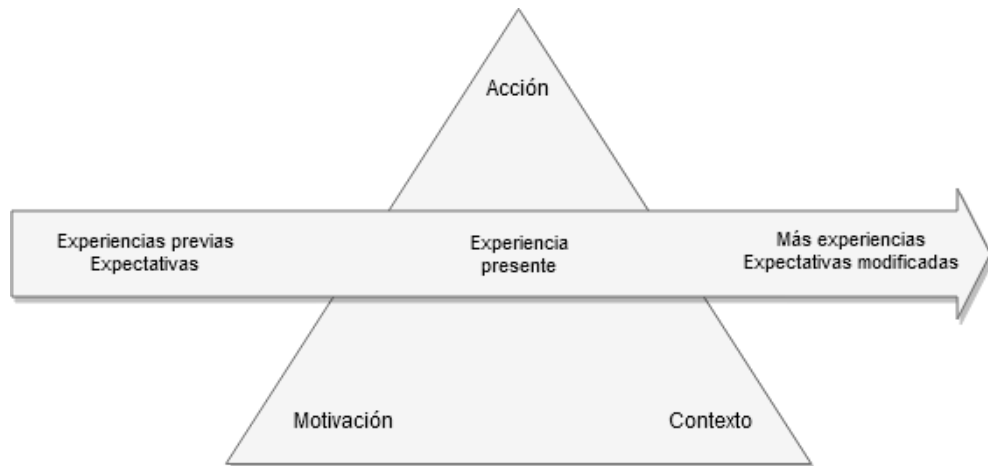 Acción
Experiencias previas
Expectativas
Experiencia
presente
Más experiencias
Expectativas modificadas
Motivación
Contexto